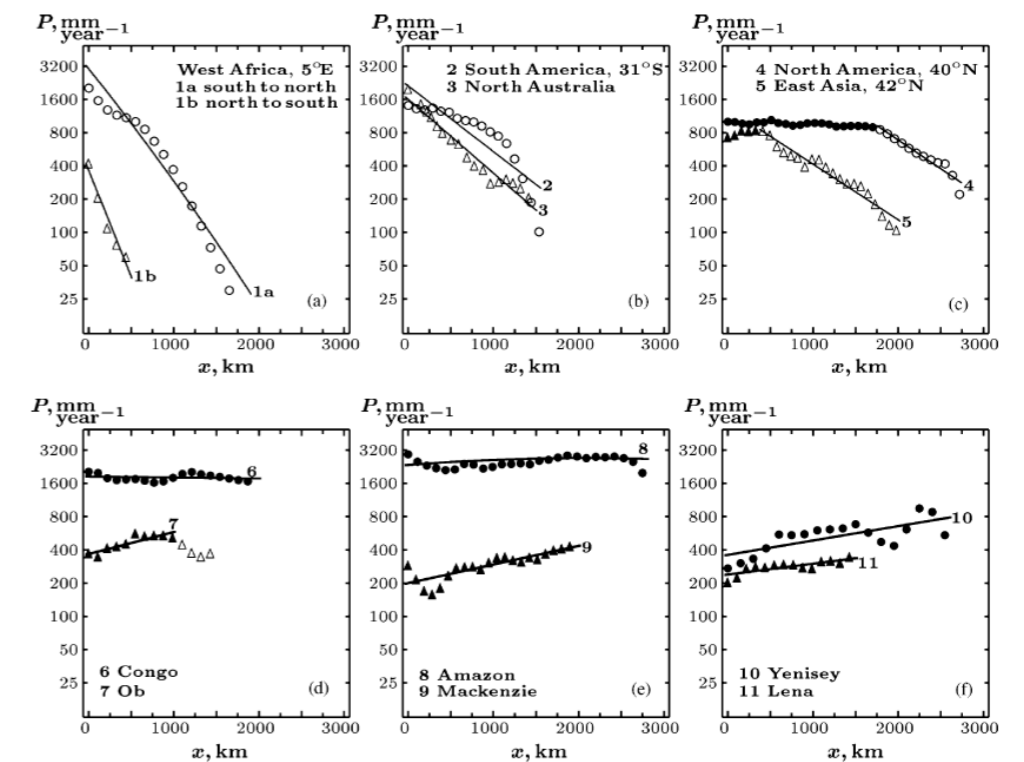 P, mm year−1
3200
1600
800
400
200
100
50
25
West Africa, 5°E
1a south to north
1b north to south
1b
1a
(a)
0 1000 2000 3000
x, km
P, mm year−1
3200
1600
800
400
200
100
50
25
2 South America, 31°S
3 North Australia
2
3
(b)
0 1000 2000 3000
x, km
P, mm year−1
3200
1600
800
400
200
100
50
25
4 North America, 40°N
5 East Asia, 42°N
4
5
(c)
0 1000 2000 3000
x, km
P, mm year−1
3200
1600
800
400
200
100
50
25
6
7
6 Congo
7 Ob
(d)
0 1000 2000 3000
x, km
P, mm year−1
3200
1600
800
400
200
100
50
25
8
9
8 Amazon
9 Mackenzie
(e)
0 1000 2000 3000
x, km
P, mm year−1
3200
1600
800
400
200
100
50
25
10
11
10 Yenisey
11 Lena
(f)
0 1000 2000 3000
x, km